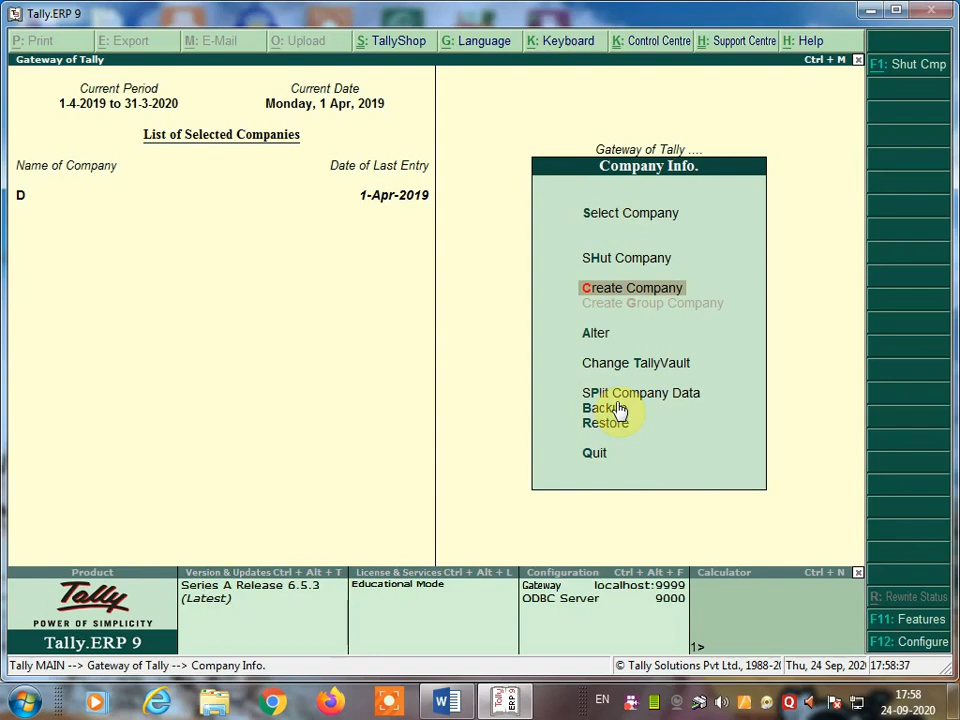 Tally.ERP 9
P: Print E: Export M: E-Mail O: Upload S: TallyShop G: Language K: Keyboard K: Control Centre H: Support Centre H: Help
Gateway of Tally Ctrl + M
F1: Shut Cmp
Current Period Current Date
1-4-2019 to 31-3-2020 Monday, 1 Apr, 2019
List of Selected Companies
Name of Company Date of Last Entry
D 1-Apr-2019
Gateway of Tally ....
Company Info.
Select Company
SHut Company
Create Company
Create Group Company
Alter
Change TallyVault
SPlit Company Data
Restore
Quit
Product Version & Updates Ctrl + Alt + T License & Services Ctrl + Alt + L Configuration Ctrl + Alt + F Calculator Ctrl + N
Tally
POWER OF SIMPLICITY
Tally.ERP 9
Series A Release 6.5.3
(Latest)
Educational Mode
Gateway localhost:9999
ODBC Server 9000
1>
R: Rewrite Status
F11: Features
F12: Configure
Tally MAIN --> Gateway of Tally --> Company Info. © Tally Solutions Pvt Ltd., 1988-2 Thu, 24 Sep, 202 17:58:37
EN 17:58
24-09-2020